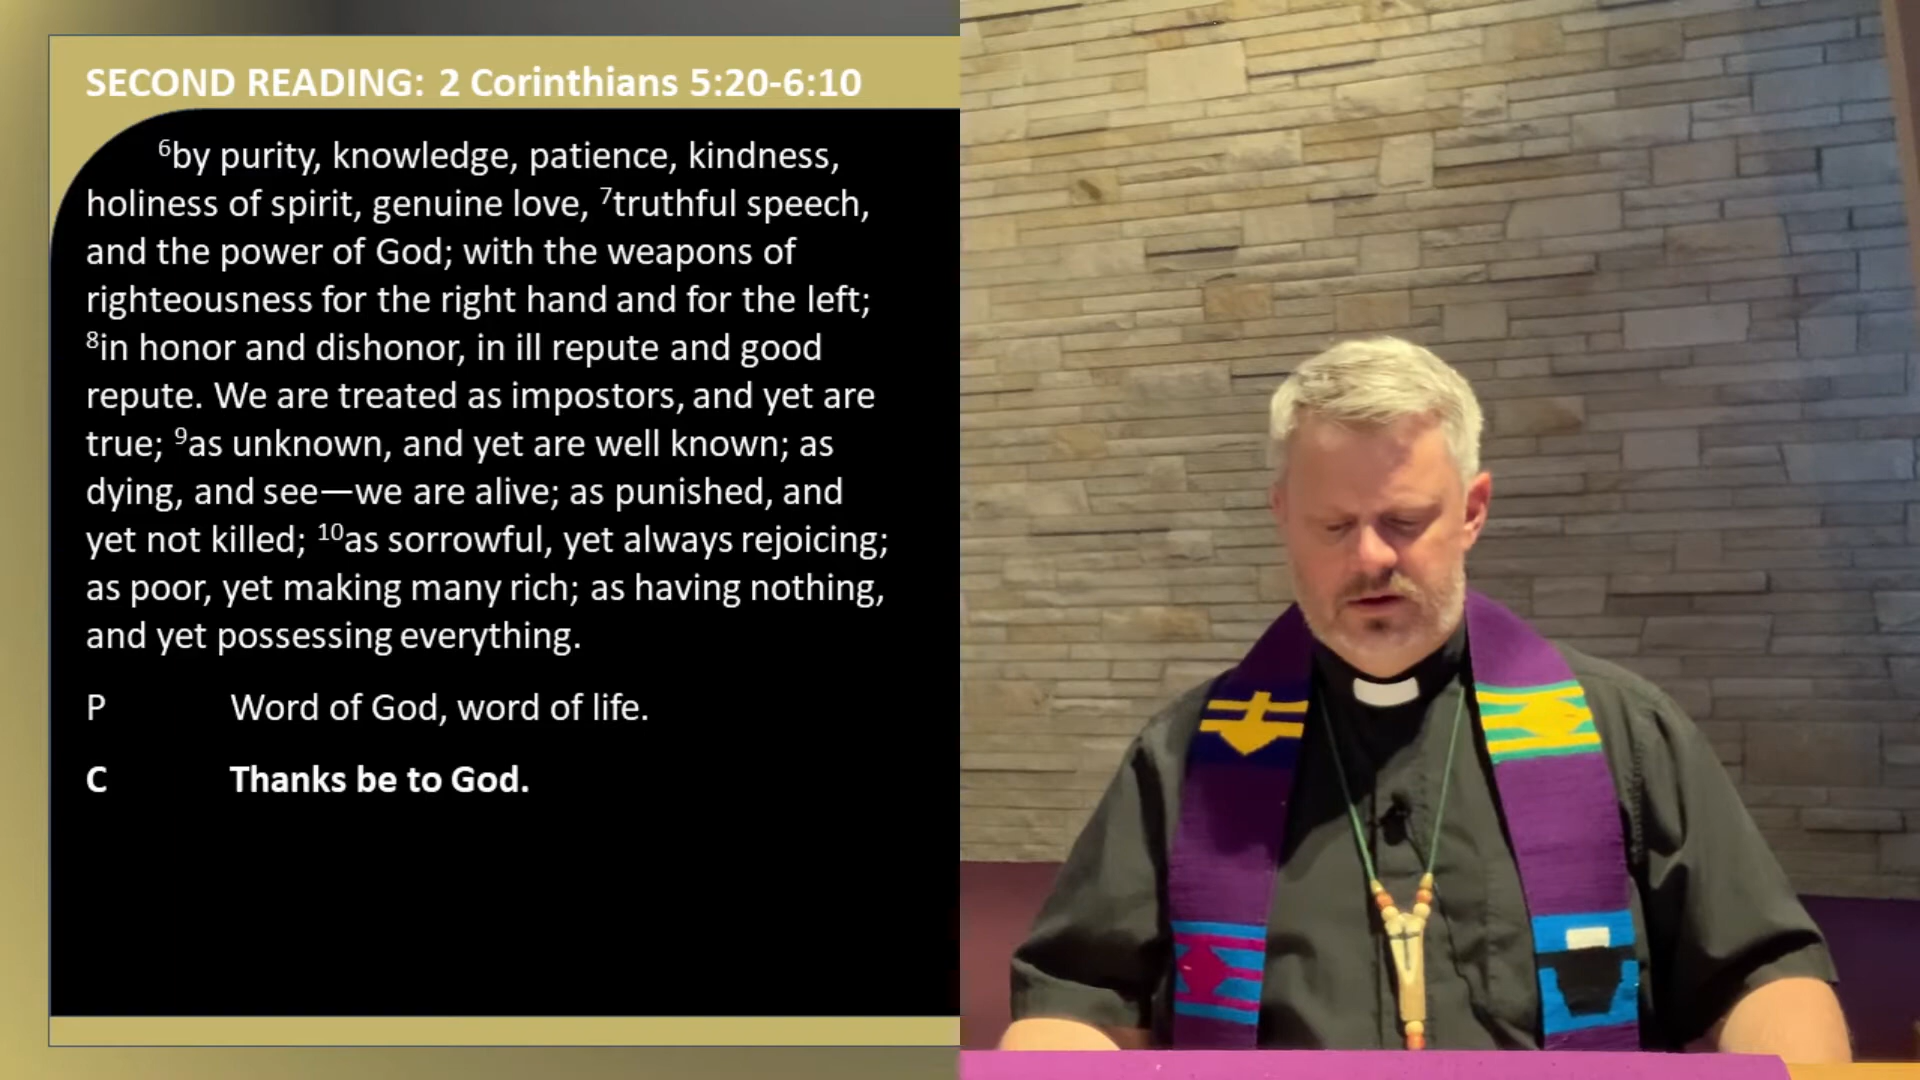 SECOND READING: 2 Corinthians 5:20-6:10
⁶by purity, knowledge, patience, kindness,
holiness of spirit, genuine love, ⁷truthful speech,
and the power of God; with the weapons of
righteousness for the right hand and for the left;
⁸in honor and dishonor, in ill repute and good
repute. We are treated as impostors, and yet are
true; ⁹as unknown, and yet are well known; as
dying, and see—we are alive; as punished, and
yet not killed; ¹⁰as sorrowful, yet always rejoicing;
as poor, yet making many rich; as having nothing,
and yet possessing everything.
P Word of God, word of life.
C Thanks be to God.